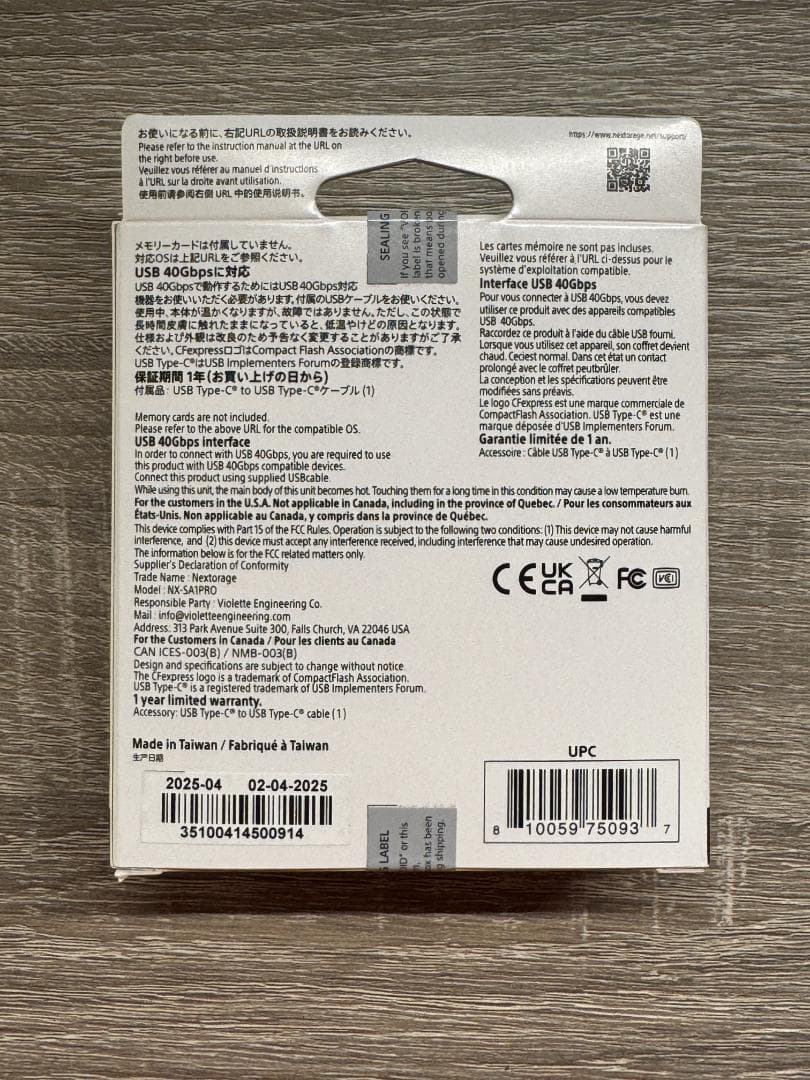 お使いになる前に、右記URLの取扱説明書をお読みください。
Please refer to the instruction manual at the URL on
the right before use.
Veuillez vous référer au manuel d'instructions
à l'URL sur la droite avant utilisation.
使用前请参阅右侧 URL 中的使用说明书。
https://www.nextorage.net/support/
SEALING
If you see "VOI
label is broken
that means bo
opened during
メモリーカードは付属していません。
対応OSは上記URLをご参照ください。
USB 40Gbpsに対応
USB 40Gbpsで動作するためにはUSB 40Gbps対応
機器をお使いいただく必要があります。付属のUSBケーブルをお使いください。
使用中、本体が温かくなりますが、故障ではありません。ただし、この状態で
長時間皮膚に触れたままになっていると、低温やけどの原因となります。
仕様および外観は改良のため予告なく変更することがありますがご了承
ください。CFexpressロゴはCompact Flash Associationの商標です。
USB Type-C®はUSB Implementers Forumの登録商標です。
保証期間 1年(お買い上げの日から)
付属品 : USB Type-C® to USB Type-C®ケーブル (1)
Les cartes mémoire ne sont pas incluses.
Veuillez vous référer à l'URL ci-dessus pour le
système d'exploitation compatible.
Interface USB 40Gbps
Pour vous connecter à USB 40Gbps, vous devez
utiliser ce produit avec des appareils compatibles
USB 40Gbps.
Raccordez ce produit à l'aide du câble USB fourni.
Lorsque vous utilisez cet appareil, son coffret devient
chaud. Ceciest normal. Dans cet état un contact
prolongé avec le coffret peutbrûler.
La conception et les spécifications peuvent être
modifiées sans préavis.
Le logo CFexpress est une marque commerciale de
CompactFlash Association. USB Type-C® est une
marque déposée d'USB Implementers Forum.
Garantie limitée de 1 an.
Accessoire : Câble USB Type-C® à USB Type-C® (1)
Memory cards are not included.
Please refer to the above URL for the compatible OS.
USB 40Gbps interface
In order to connect with USB 40Gbps, you are required to use
this product with USB 40Gbps compatible devices.
Connect this product using supplied USBcable.
While using this unit, the main body of this unit becomes hot. Touching them for a long time in this condition may cause a low temperature burn.
For the customers in the U.S.A. Not applicable in Canada, including in the province of Quebec. / Pour les consommateurs aux
États-Unis. Non applicable au Canada, y compris dans la province de Québec.
This device complies with Part 15 of the FCC Rules. Operation is subject to the following two conditions: (1) This device may not cause harmful
interference, and (2) this device must accept any interference received, including interference that may cause undesired operation.
The information below is for the FCC related matters only.
Supplier's Declaration of Conformity
Trade Name : Nextorage
Model : NX-SA1PRO
Responsible Party : Violette Engineering Co.
Mail : info@violetteengineering.com
Address: 313 Park Avenue Suite 300, Falls Church, VA 22046 USA
For the Customers in Canada / Pour les clients au Canada
CAN ICES-003(B) / NMB-003(B)
Design and specifications are subject to change without notice.
The CFexpress logo is a trademark of CompactFlash Association.
USB Type-C® is a registered trademark of USB Implementers Forum.
1 year limited warranty.
Accessory: USB Type-C® to USB Type-C® cable (1)
CE UK CA FC VCI
Made in Taiwan / Fabriqué à Taiwan
生产日期
2025-04 02-04-2025
35100414500914
G LABEL
OID" or this
n,
ox has been
g shipping.
UPC
8 10059 75093 7